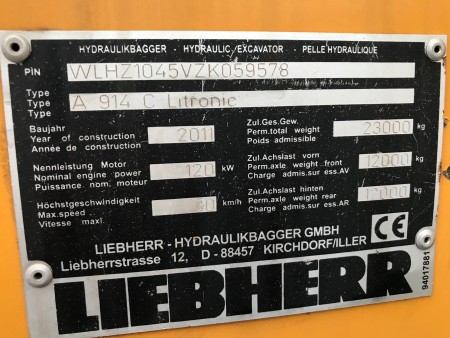 HYDRAULIKBAGGER - HYDRAULIC/EXCAVATOR - PELLE HYDRAULIQUE
PIN WLHZ1045VZK059578
Type
Type A 914 C Litronic
Type
Baujahr
Year of construction 2011
Année de construction
Nennleistung Motor
Nominal engine power 120 kW
Puissance nom. moteur
Höchstgeschwindigkeit
Max.speed km/h
Vitesse maxl.
Zul.Ges.Gew.
Perm.total weight 23000 kg
Poids admissible
Zul.Achslast vorn
Perm.axle weight front 12000 kg
Charge admis.sur ess.AV
Zul.Achslast hinten
Perm.axle weight rear kg
Charge admis.sur ess.AR
LIEBHERR - HYDRAULIKBAGGER GMBH
Liebherrstrasse 12, D - 88457 KIRCHDORF/ILLER
CE
LIEBHERR
94017881